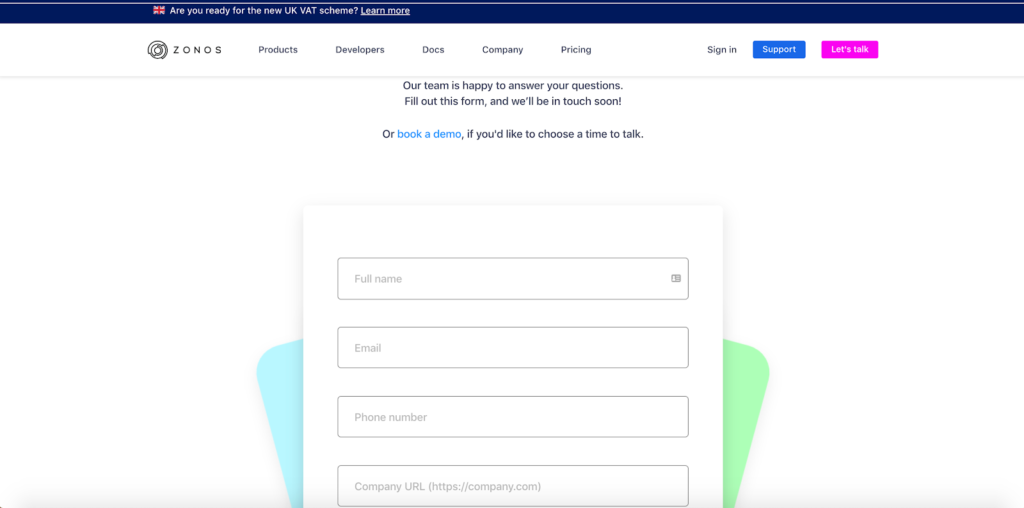 Are you ready for the new UK VAT scheme? Learn more
ZONOS Products Developers Docs Company Pricing Sign in Support Let's talk
Our team is happy to answer your questions.
Fill out this form, and we'll be in touch soon!
Or book a demo, if you'd like to choose a time to talk.
Full name
Email
Phone number
Company URL (https://company.com)